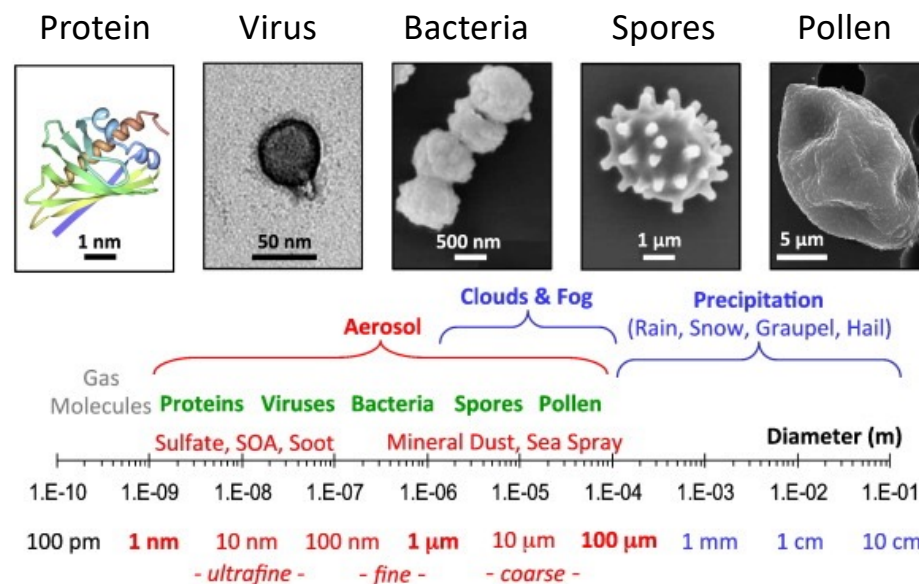 Protein Virus Bacteria Spores Pollen
1 nm 50 nm 500 nm 1 µm 5 µm
Clouds & Fog
Precipitation
(Rain, Snow, Graupel, Hail)
Aerosol
Gas
Molecules
Proteins Viruses Bacteria Spores Pollen
Sulfate, SOA, Soot Mineral Dust, Sea Spray Diameter (m)
1.E-10 1.E-09 1.E-08 1.E-07 1.E-06 1.E-05 1.E-04 1.E-03 1.E-02 1.E-01
100 pm 1 nm 10 nm 100 nm 1 µm 10 µm 100 µm 1 mm 1 cm 10 cm
- ultrafine - - fine - - coarse -